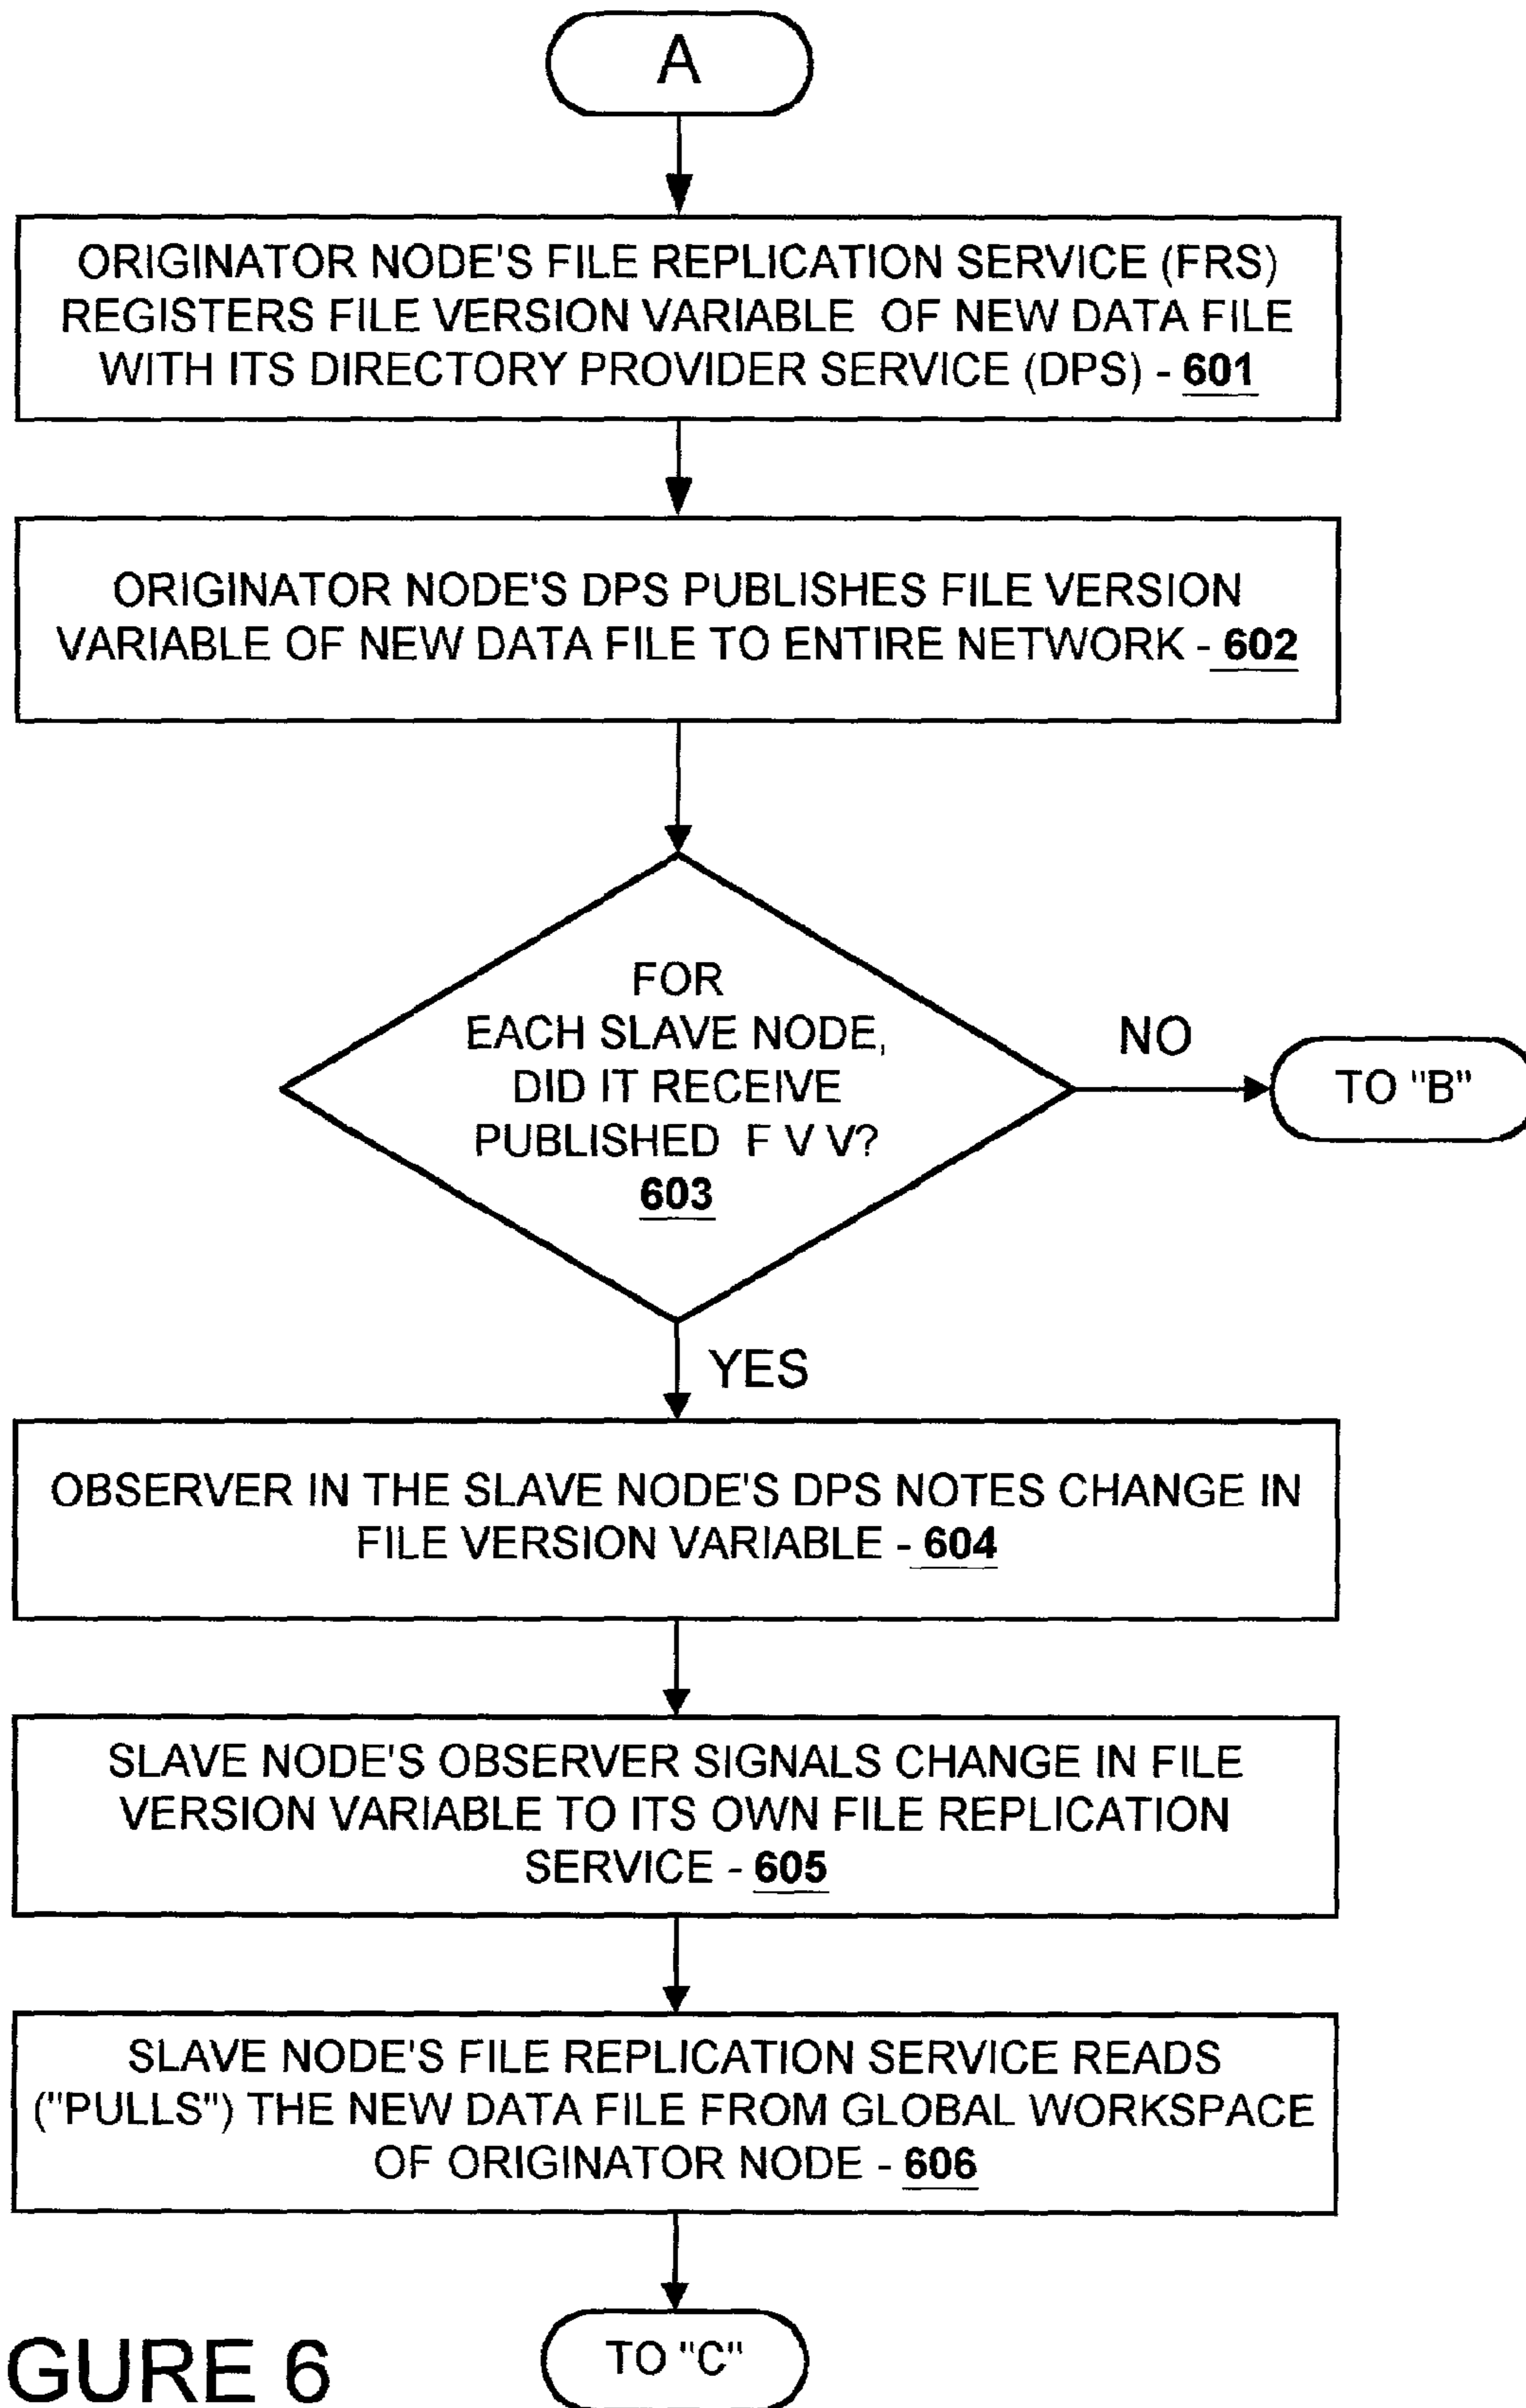 A
ORIGINATOR NODE'S FILE REPLICATION SERVICE (FRS)
REGISTERS FILE VERSION VARIABLE OF NEW DATA FILE
WITH ITS DIRECTORY PROVIDER SERVICE (DPS) - 601
ORIGINATOR NODE'S DPS PUBLISHES FILE VERSION
VARIABLE OF NEW DATA FILE TO ENTIRE NETWORK - 602
FOR
EACH SLAVE NODE,
DID IT RECEIVE
PUBLISHED F V V?
603
NO
TO "B"
YES
OBSERVER IN THE SLAVE NODE'S DPS NOTES CHANGE IN
FILE VERSION VARIABLE - 604
SLAVE NODE'S OBSERVER SIGNALS CHANGE IN FILE
VERSION VARIABLE TO ITS OWN FILE REPLICATION
SERVICE - 605
SLAVE NODE'S FILE REPLICATION SERVICE READS
("PULLS") THE NEW DATA FILE FROM GLOBAL WORKSPACE
OF ORIGINATOR NODE - 606
TO "C"
GURE 6